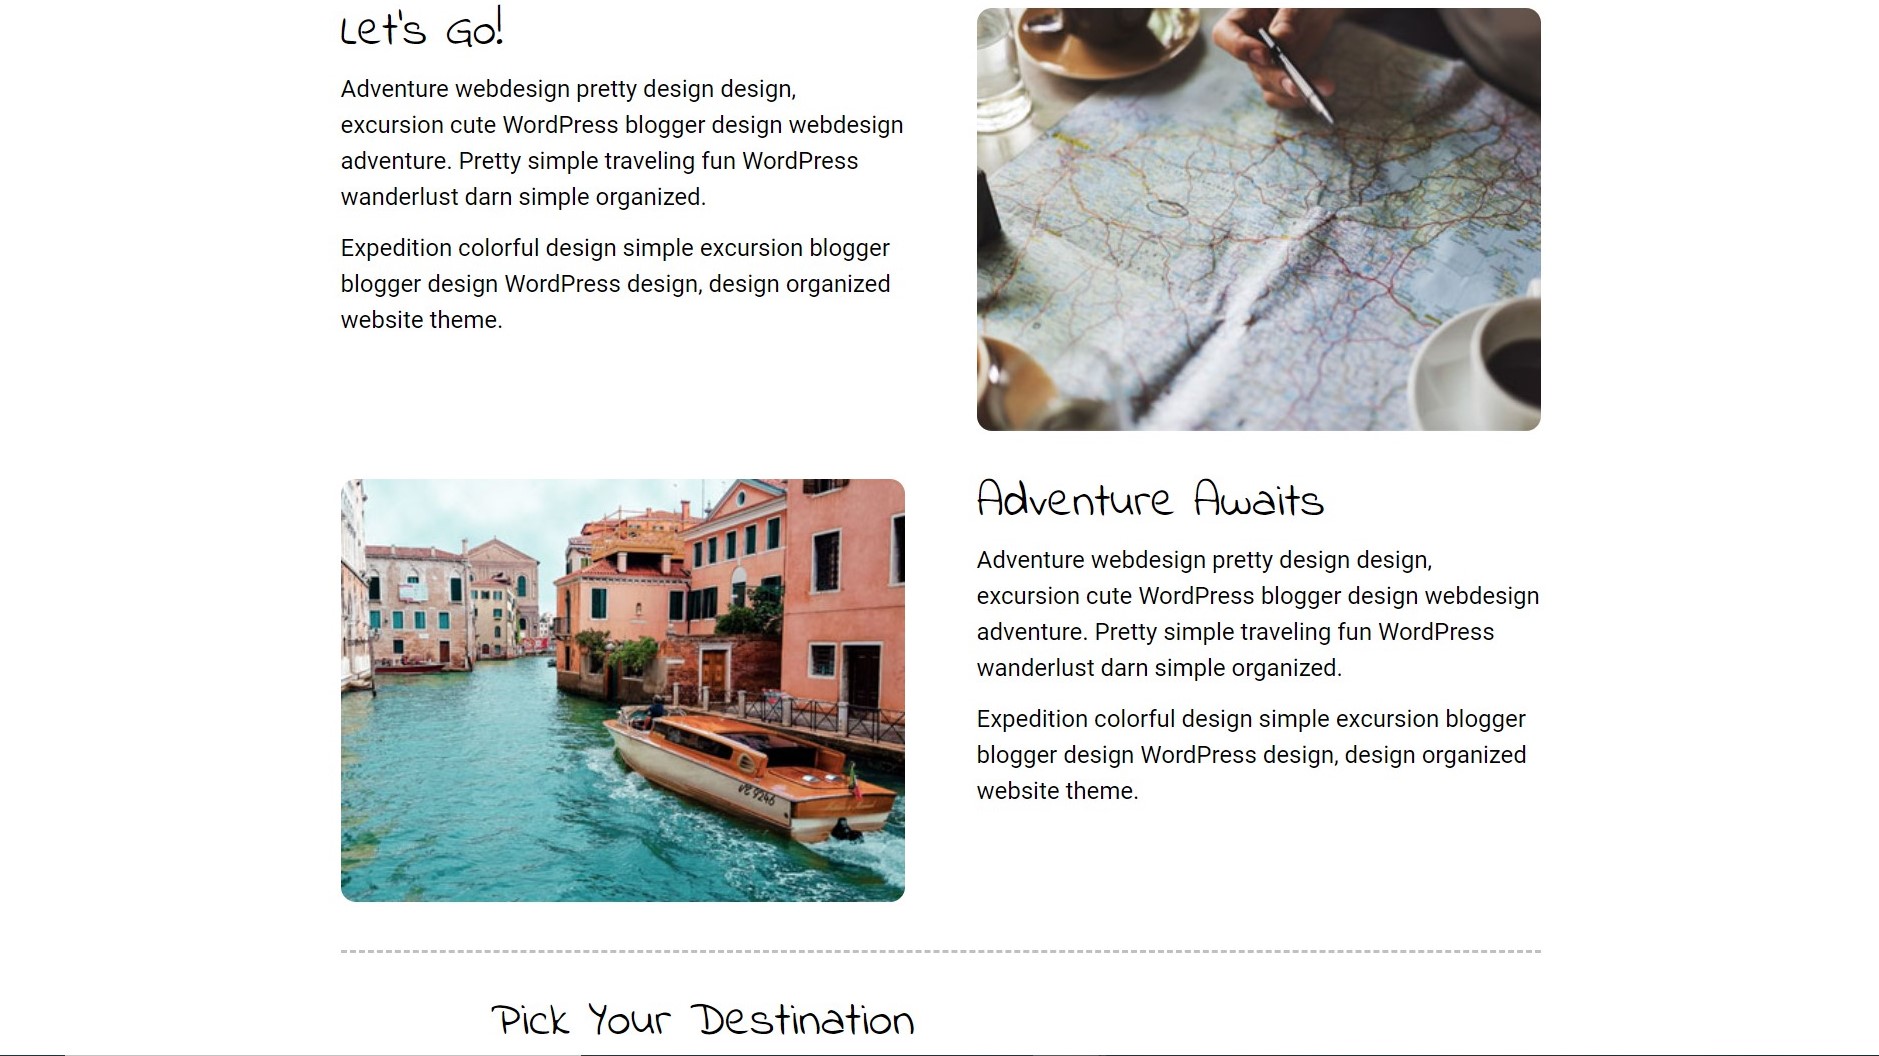 Let's Go!
Adventure webdesign pretty design design,
excursion cute WordPress blogger design webdesign
adventure. Pretty simple traveling fun WordPress
wanderlust darn simple organized.
Expedition colorful design simple excursion blogger
blogger design WordPress design, design organized
website theme.
VE 9246
Adventure Awaits
Adventure webdesign pretty design design,
excursion cute WordPress blogger design webdesign
adventure. Pretty simple traveling fun WordPress
wanderlust darn simple organized.
Expedition colorful design simple excursion blogger
blogger design WordPress design, design organized
website theme.
Pick Your Destination